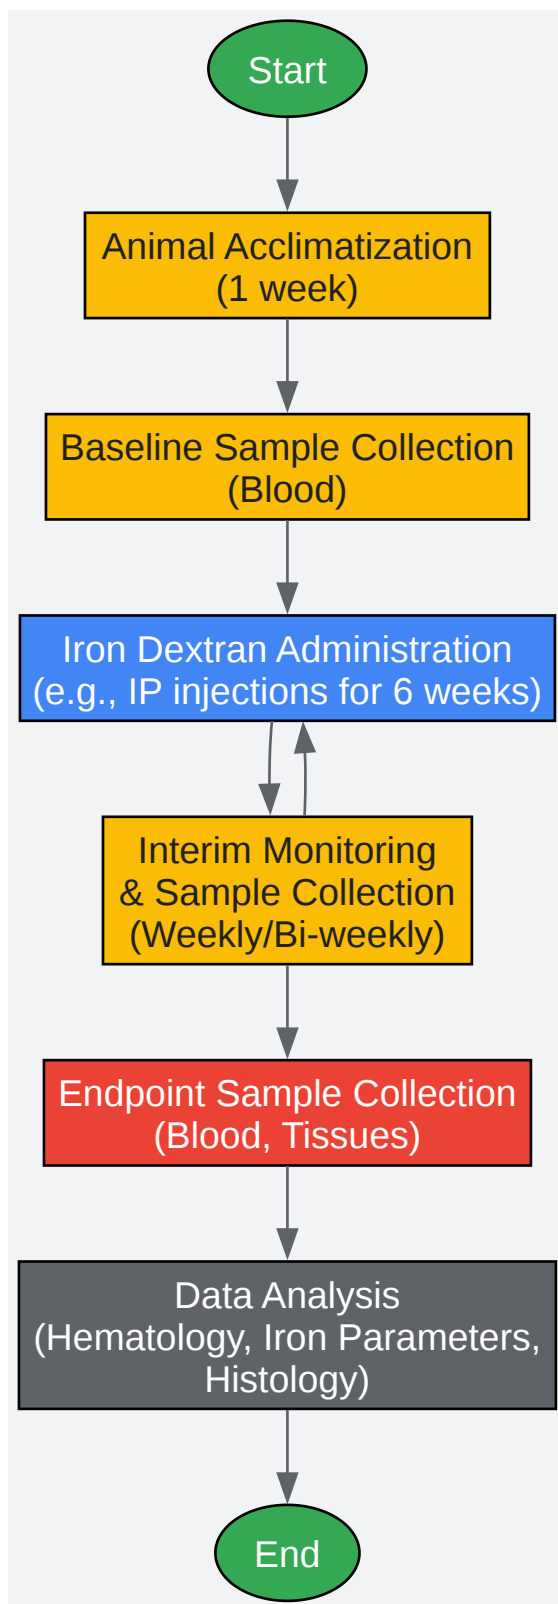 Start
Animal Acclimatization
(1 week)
Baseline Sample Collection
(Blood)
Iron Dextran Administration
(e.g., IP injections for 6 weeks)
Interim Monitoring
& Sample Collection
(Weekly/Bi-weekly)
Endpoint Sample Collection
(Blood, Tissues)
Data Analysis
(Hematology, Iron Parameters,
Histology)
End